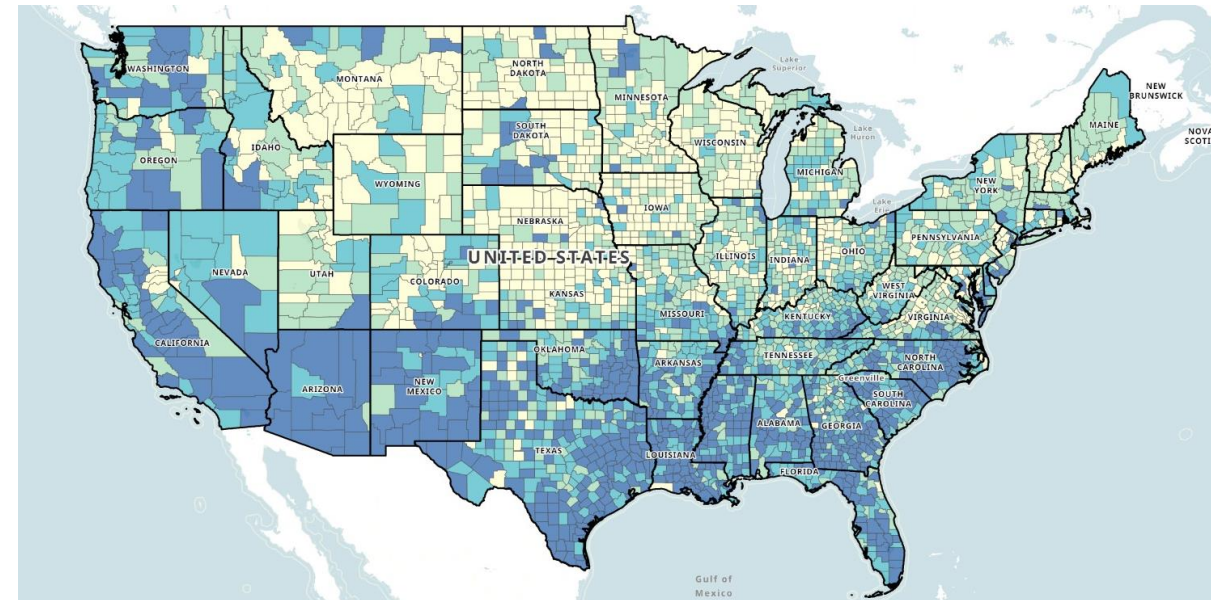 Lake
Superior
NEW
BRUNSWICK
WASHINGTON
MONTANA
NORTH
DAKOTA
MINNESOTA
MAINE
Lake
Huron
NOVA
SCOTI
SOUTH
DAKOTA
OREGON
IDAHO
WISCONSIN
MICHIGAN
WYOMING
NEW
YORK
Lake
Erie
IOWA
NEBRASKA
PENNSYLVANIA
UNITED STATES
ILLINOIS
INDIANA
OHIO
NEVADA
UTAH
COLORADO
KANSAS
MISSOURI
WEST
VIRGINIA
KENTUCKY
VIRGINIA
CALIFORNIA
OKLAHOMA
ARKANSAS
TENNESSEE
NORTH
CAROLINA
Greenville
ARIZONA
NEW
MEXICO
SOUTH
CAROLINA
TEXAS
LOUISIANA
ALABAMA
GEORGIA
FLORIDA
Gulf of
Mexico